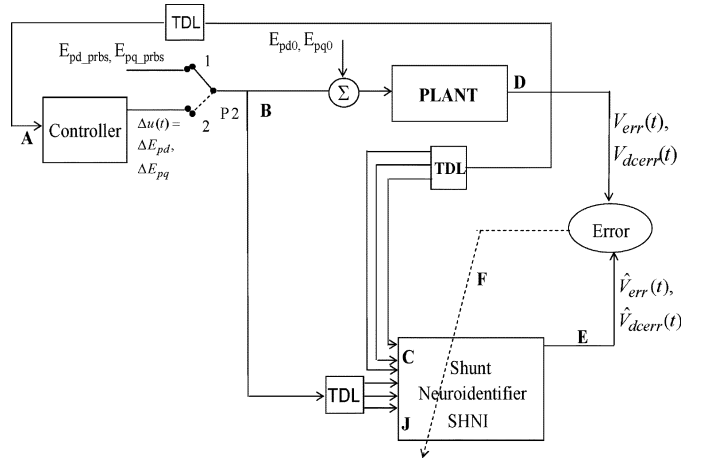 TDL
E_pd_prbs, E_pq_prbs
1
E_pd0, E_pq0
Σ
PLANT
D
A
Controller
Δu(t) =
ΔE_pd,
ΔE_pq
2
P2
B
V_err(t),
V_dcerr(t)
TDL
Error
F
V̂_err(t),
V̂_dcerr(t)
E
C
Shunt
Neuroidentifier
SHNI
J
TDL